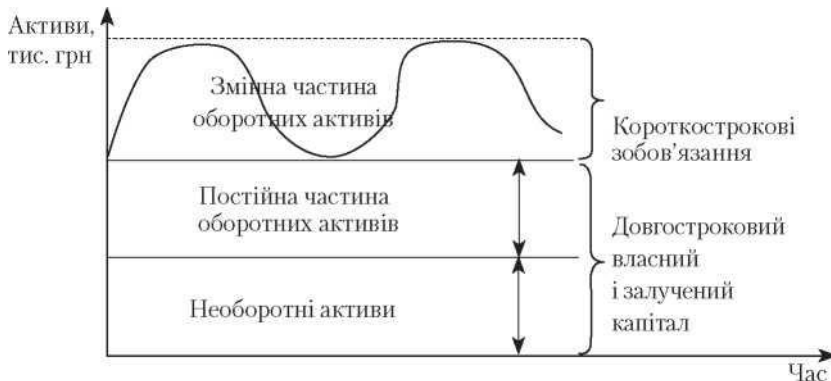 Активи,
тис. грн
Змінна частина
оборотних активів
Короткострокові
зобов'язання
Постійна частина
оборотних активів
Довгостроковий
власний
і залучений
капітал
Необоротні активи
Час